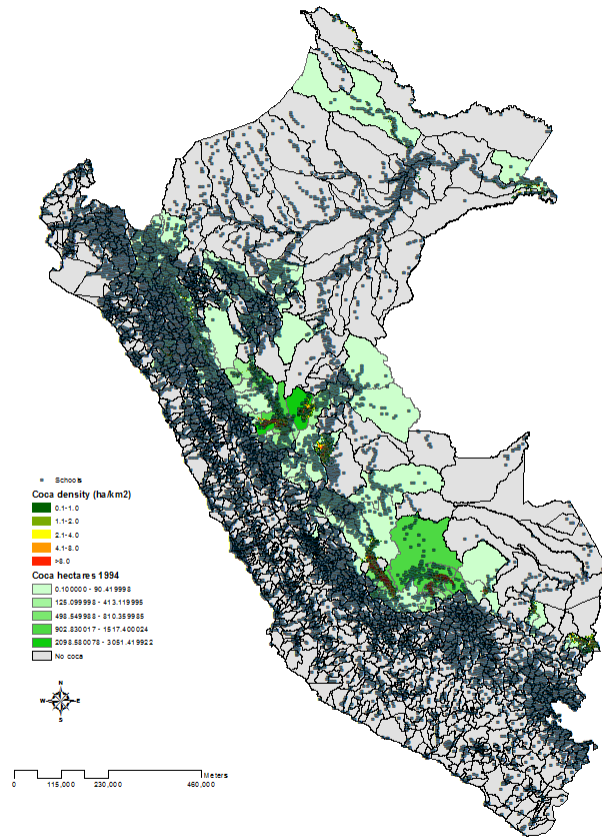 Schools
Coca density (ha/km2)
0.1-1.0
1.1-2.0
2.1-4.0
4.1-8.0
>8.0
Coca hectares 1994
0.100000 - 90.419998
125.099998 - 413.119995
498.549988 - 810.359985
902.830017 - 1517.400024
2098.580078 - 3051.419922
No coca
N
W E
S
Meters
0 115,000 230,000 460,000